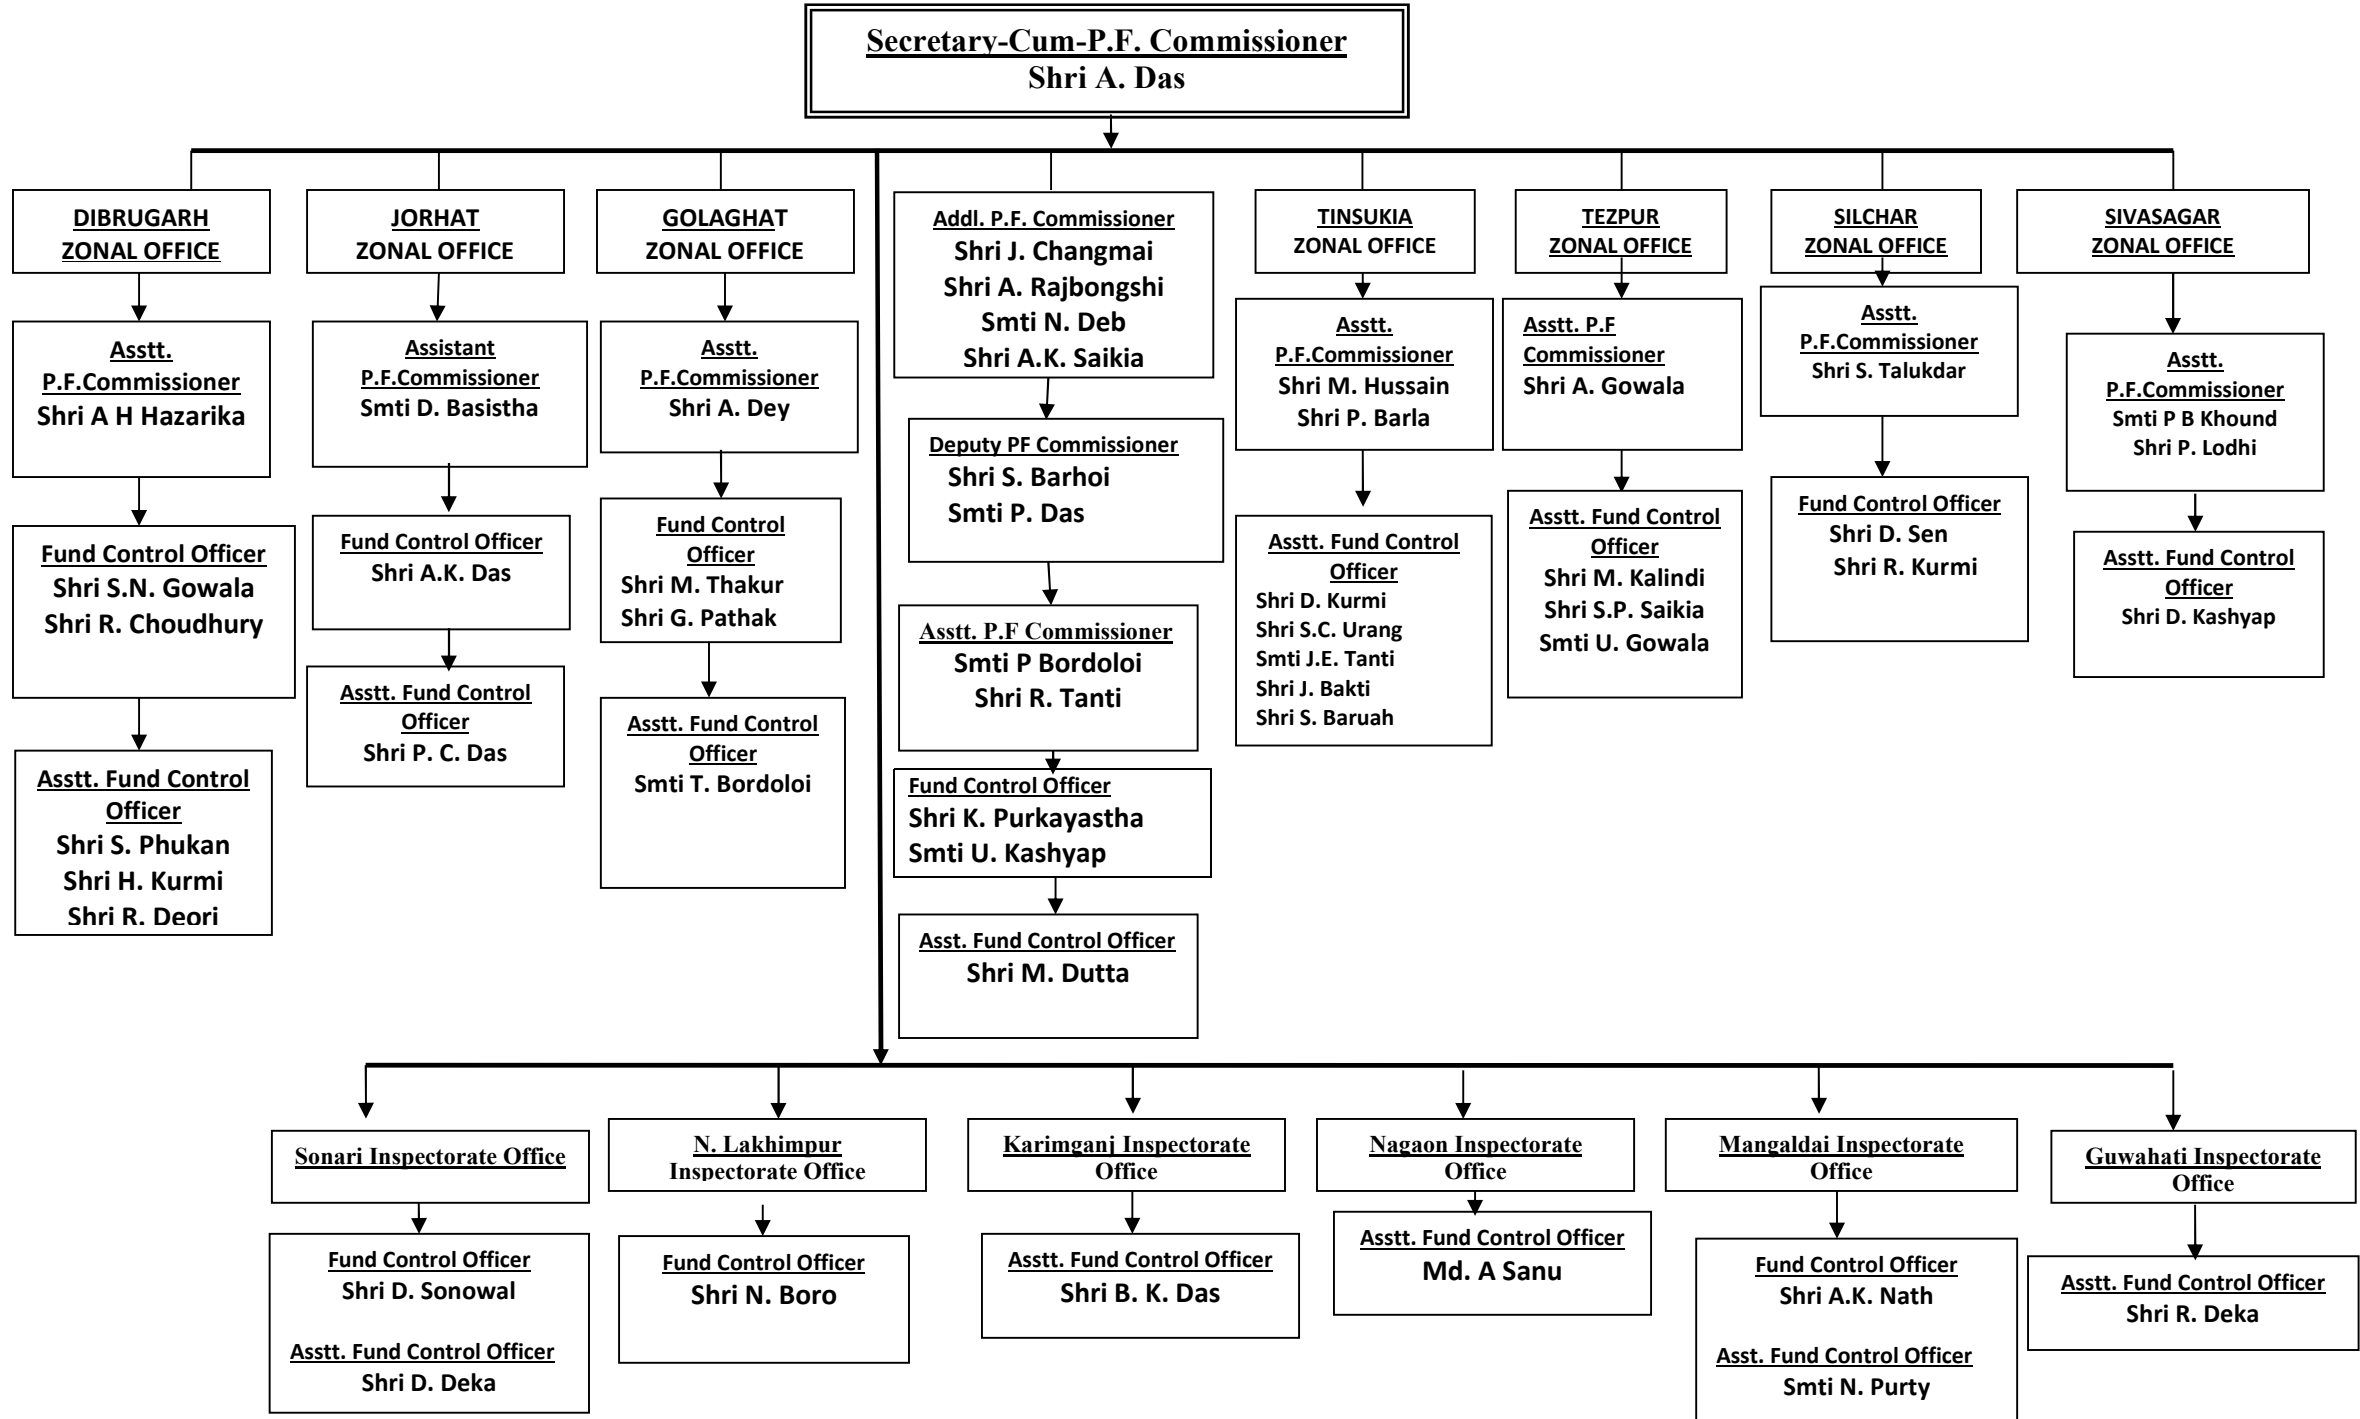 Secretary-Cum-P.F. Commissioner
Shri A. Das
DIBRUGARH
ZONAL OFFICE
Asstt.
P.F.Commissioner
Shri A H Hazarika
Fund Control Officer
Shri S.N. Gowala
Shri R. Choudhury
Asstt. Fund Control
Officer
Shri S. Phukan
Shri H. Kurmi
Shri R. Deori
JORHAT
ZONAL OFFICE
Assistant
P.F.Commissioner
Smti D. Basistha
Fund Control Officer
Shri A.K. Das
Asstt. Fund Control
Officer
Shri P. C. Das
GOLAGHAT
ZONAL OFFICE
Asstt.
P.F.Commissioner
Shri A. Dey
Fund Control
Officer
Shri M. Thakur
Shri G. Pathak
Asstt. Fund Control
Officer
Smti T. Bordoloi
Addl. P.F. Commissioner
Shri J. Changmai
Shri A. Rajbongshi
Smti N. Deb
Shri A.K. Saikia
Deputy PF Commissioner
Shri S. Barhoi
Smti P. Das
Asstt. P.F Commissioner
Smti P Bordoloi
Shri R. Tanti
Fund Control Officer
Shri K. Purkayastha
Smti U. Kashyap
Asst. Fund Control Officer
Shri M. Dutta
TINSUKIA
ZONAL OFFICE
Asstt.
P.F.Commissioner
Shri M. Hussain
Shri P. Barla
Asstt. Fund Control
Officer
Shri D. Kurmi
Shri S.C. Urang
Smti J.E. Tanti
Shri J. Bakti
Shri S. Baruah
TEZPUR
ZONAL OFFICE
Asstt. P.F
Commissioner
Shri A. Gowala
Asstt. Fund Control
Officer
Shri M. Kalindi
Shri S.P. Saikia
Smti U. Gowala
SILCHAR
ZONAL OFFICE
Asstt.
P.F.Commissioner
Shri S. Talukdar
Fund Control Officer
Shri D. Sen
Shri R. Kurmi
SIVASAGAR
ZONAL OFFICE
Asstt.
P.F.Commissioner
Smti P B Khound
Shri P. Lodhi
Asstt. Fund Control
Officer
Shri D. Kashyap
Sonari Inspectorate Office
Fund Control Officer
Shri D. Sonowal
Asstt. Fund Control Officer
Shri D. Deka
N. Lakhimpur
Inspectorate Office
Fund Control Officer
Shri N. Boro
Karimganj Inspectorate
Office
Asstt. Fund Control Officer
Shri B. K. Das
Nagaon Inspectorate
Office
Asstt. Fund Control Officer
Md. A Sanu
Mangaldai Inspectorate
Office
Fund Control Officer
Shri A.K. Nath
Asst. Fund Control Officer
Smti N. Purty
Guwahati Inspectorate
Office
Asstt. Fund Control Officer
Shri R. Deka